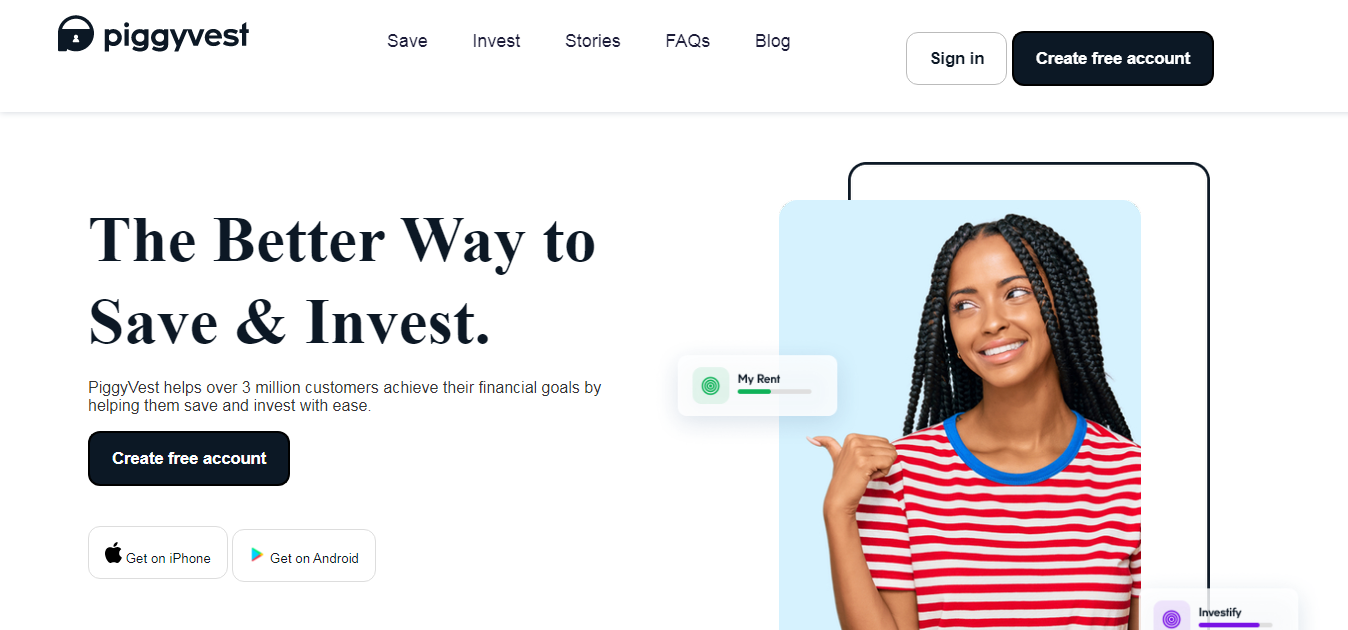 piggyvest
Save Invest Stories FAQs Blog
Sign in
Create free account
The Better Way to
Save & Invest.
PiggyVest helps over 3 million customers achieve their financial goals by
helping them save and invest with ease.
Create free account
Get on iPhone
Get on Android
My Rent
Investify